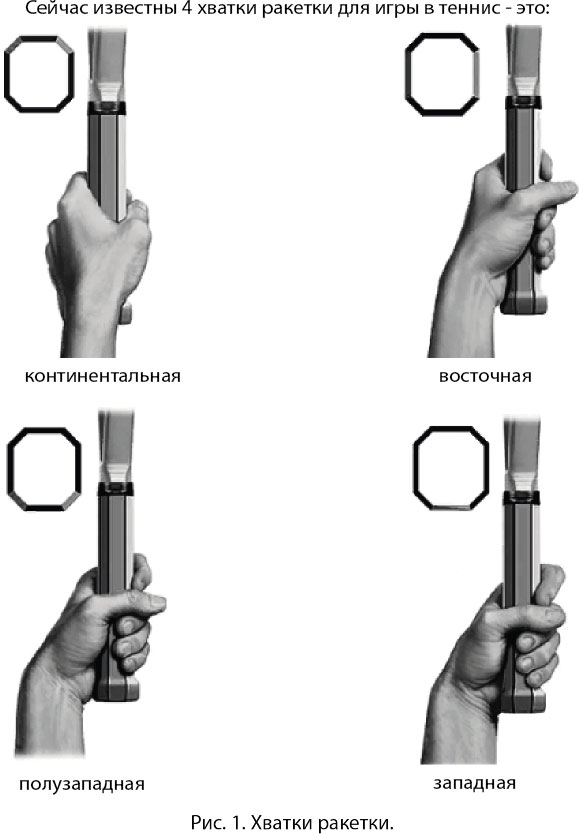 Сейчас известны 4 хватки ракетки для игры в теннис - это:
континентальная
восточная
полузападная
западная
Рис. 1. Хватки ракетки.